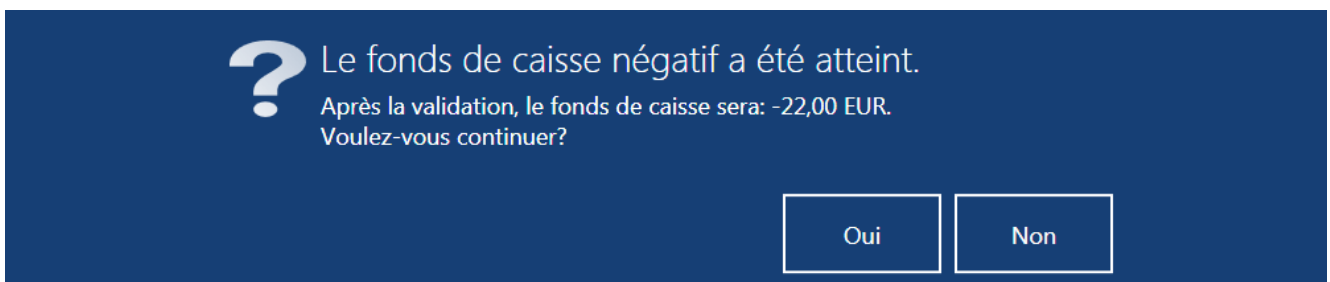 Le fonds de caisse négatif a été atteint.
Après la validation, le fonds de caisse sera: -22,00 EUR.
Voulez-vous continuer?
Oui
Non